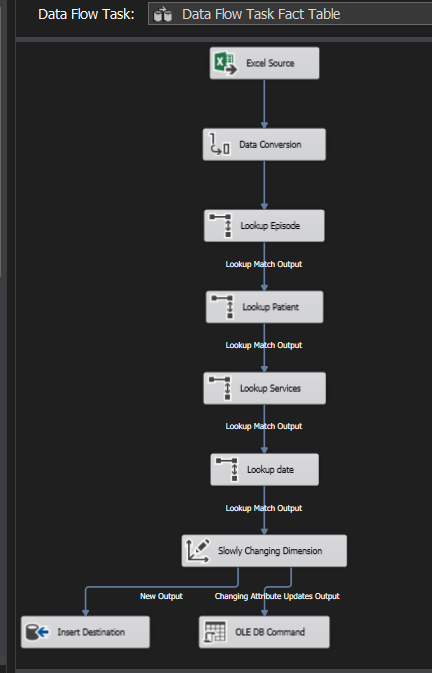 Data Flow Task: Data Flow Task Fact Table
Excel Source
Data Conversion
Lookup Episode
Lookup Match Output
Lookup Patient
Lookup Match Output
Lookup Services
Lookup Match Output
Lookup date
Lookup Match Output
Slowly Changing Dimension
New Output Changing Attribute Updates Output
Insert Destination OLE DB Command